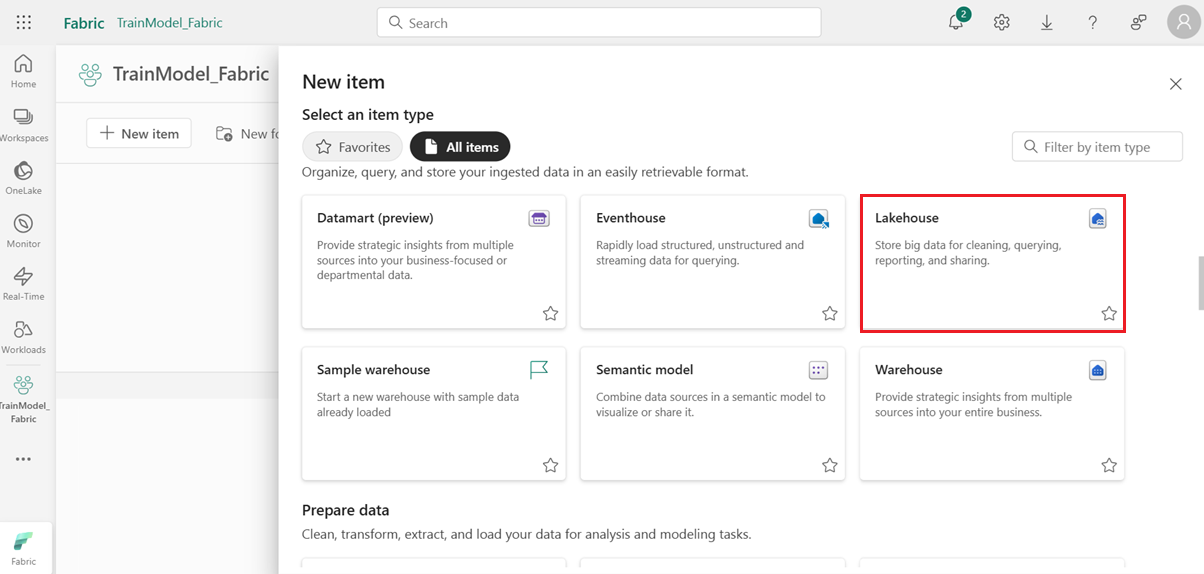 Fabric TrainModel_Fabric
Search
2
Home
Workspaces
OneLake
Monitor
Real-Time
Workloads
TrainModel_
Fabric
Fabric
TrainModel_Fabric
New item
New fo
New item
Select an item type
Favorites
All items
Filter by item type
Organize, query, and store your ingested data in an easily retrievable format.
Datamart (preview)
Provide strategic insights from multiple
sources into your business-focused or
departmental data.
Eventhouse
Rapidly load structured, unstructured and
streaming data for querying.
Lakehouse
Store big data for cleaning, querying,
reporting, and sharing.
Sample warehouse
Start a new warehouse with sample data
already loaded
Semantic model
Combine data sources in a semantic model to
visualize or share it.
Warehouse
Provide strategic insights from multiple
sources into your entire business.
Prepare data
Clean, transform, extract, and load your data for analysis and modeling tasks.